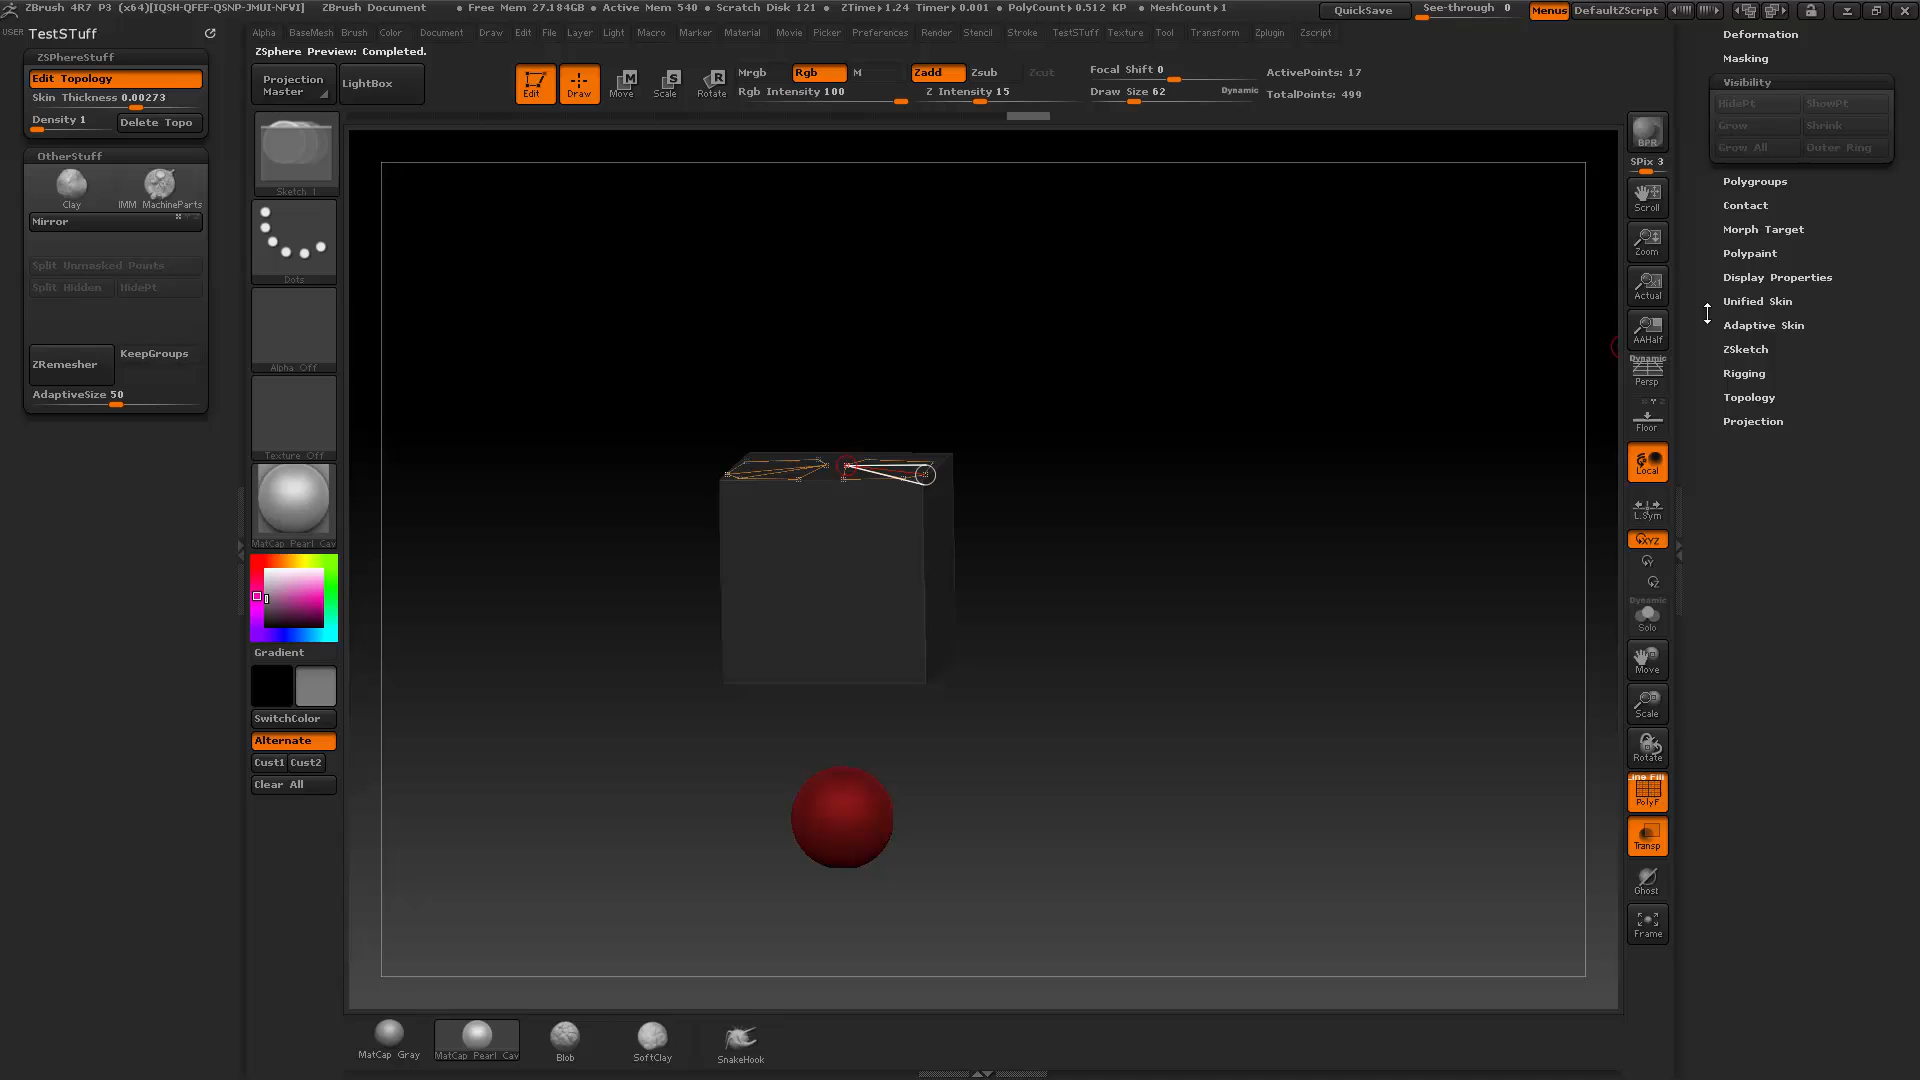 ZBrush 4R7 P3 (x64)[IQSH-QFEF-QSNP-JMUI-NFVI] ZBrush Document • Free Mem 27.184GB • Active Mem 540 • Scratch Disk 121 • ZTime▸1.24 Timer▸0.001 • PolyCount▸0.512 KP • MeshCount▸1
QuickSave See-through 0 Menus DefaultZScript
USER TestSTuff
Alpha BaseMesh Brush Color Document Draw Edit File Layer Light Macro Marker Material Movie Picker Preferences Render Stencil Stroke TestSTUff Texture Tool Transform Zplugin Zscript
ZSphere Preview: Completed.
ZSPhereStuff
Edit Topology
Skin Thickness 0.00273
Density 1 Delete Topo
OtherStuff
Clay IMM MachineParts
Mirror
Split Unmasked Points
Split Hidden HidePt
ZRemesher KeepGroups
AdaptiveSize 50
Projection Master
LightBox
Edit Draw Move Scale Rotate
M S R
Mrgb Rgb M
Rgb Intensity 100
Zadd Zsub Zcut
Z Intensity 15
Focal Shift 0
Draw Size 62 Dynamic
ActivePoints: 17
TotalPoints: 499
Sketch 1
Dots
Alpha Off
Texture Off
MatCap Pearl Cav
Gradient
SwitchColor
Alternate
Cust1 Cust2
Clear All
BPR
SPix 3
Scroll
Zoom
Actual
AAHalf
Dynamic
Persp
Floor
Local
L.Sym
XYZ
Y
Z
Dynamic
Solo
Move
Scale
Rotate
Line Fill
PolyF
Transp
Ghost
Frame
Deformation
Masking
Visibility
HidePt ShowPt
Grow Shrink
Grow All Outer Ring
Polygroups
Contact
Morph Target
Polypaint
Display Properties
Unified Skin
Adaptive Skin
ZSketch
Rigging
Topology
Projection
MatCap Gray MatCap Pearl Cav Blob SoftClay SnakeHook